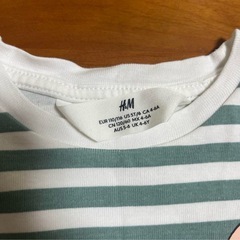 H&M
EUR 110/116 US 5T/6 CA 4-6A
CN 120/60 MX 4-6A
AUS 5-6 UK 4-6Y